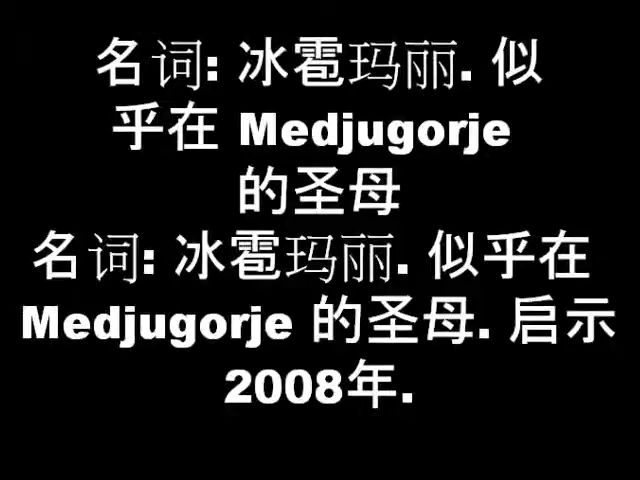 名词: 冰雹玛丽. 似
乎在 Medjugorje
的圣母
名词: 冰雹玛丽. 似乎在
Medjugorje 的圣母. 启示
2008年.